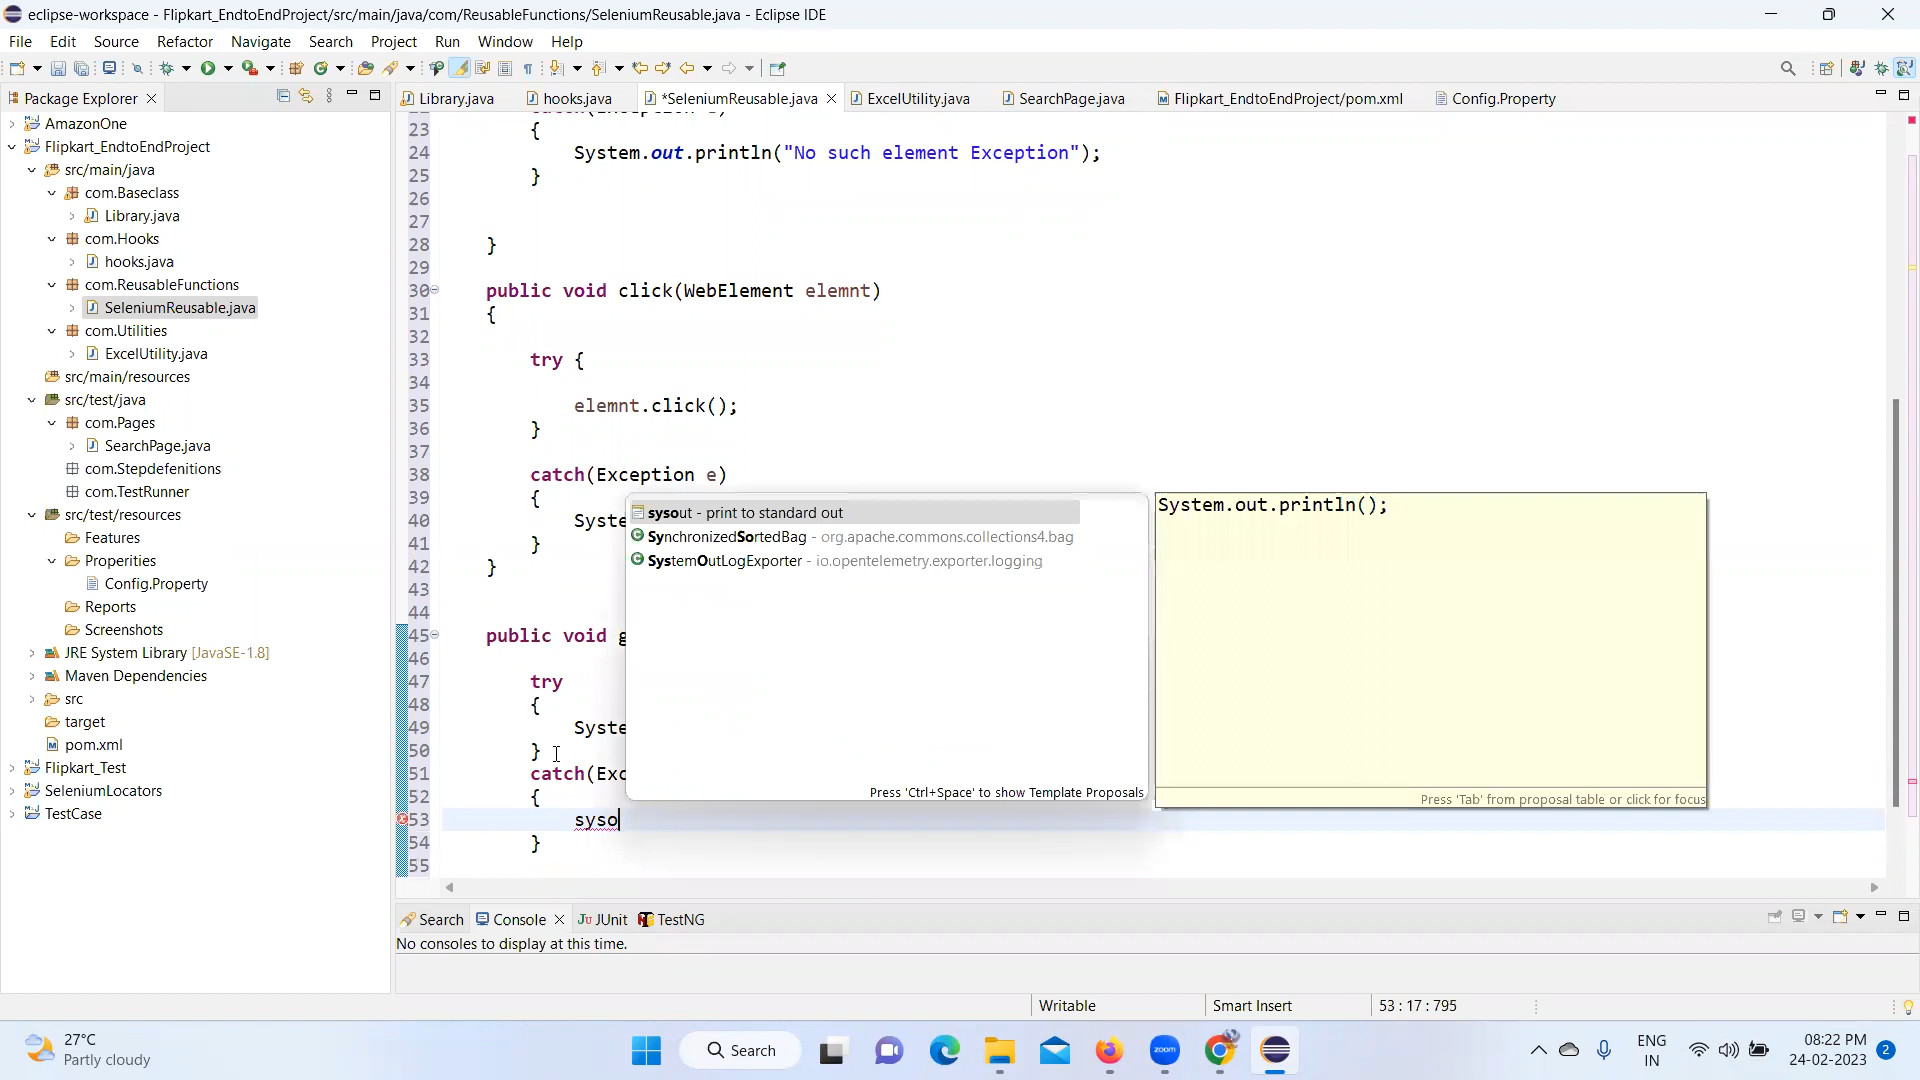 eclipse-workspace - Flipkart_EndtoEndProject/src/main/java/com/ReusableFunctions/SeleniumReusable.java - Eclipse IDE
File Edit Source Refactor Navigate Search Project Run Window Help
Package Explorer
AmazonOne
Flipkart_EndtoEndProject
src/main/java
com.Baseclass
Library.java
com.Hooks
hooks.java
com.ReusableFunctions
SeleniumReusable.java
com.Utilities
ExcelUtility.java
src/main/resources
src/test/java
com.Pages
SearchPage.java
com.Stepdefenitions
com.TestRunner
src/test/resources
Features
Properities
Config.Property
Reports
Screenshots
JRE System Library [JavaSE-1.8]
Maven Dependencies
src
target
pom.xml
Flipkart_Test
SeleniumLocators
TestCase
Library.java hooks.java *SeleniumReusable.java ExcelUtility.java SearchPage.java Flipkart_EndtoEndProject/pom.xml Config.Property
23 {
24 System.out.println("No such element Exception");
25 }
26
27
28 }
29
30 public void click(WebElement elemnt)
31 {
32
33 try {
34
35 elemnt.click();
36 }
37
38 catch(Exception e)
39 {
40 Syste
41 }
42 }
43
44
45 public void g
46
47 try
48 {
49 Syste
50 }
51 catch(Exc
52 {
53 syso
54 }
55
sysout - print to standard out
SynchronizedSortedBag - org.apache.commons.collections4.bag
SystemOutLogExporter - io.opentelemetry.exporter.logging
Press 'Ctrl+Space' to show Template Proposals
System.out.println();
Press 'Tab' from proposal table or click for focus
Search Console Ju JUnit TestNG
No consoles to display at this time.
Writable Smart Insert 53 : 17 : 795
27°C
Partly cloudy
Search
zoom
ENG
IN
08:22 PM
24-02-2023
2